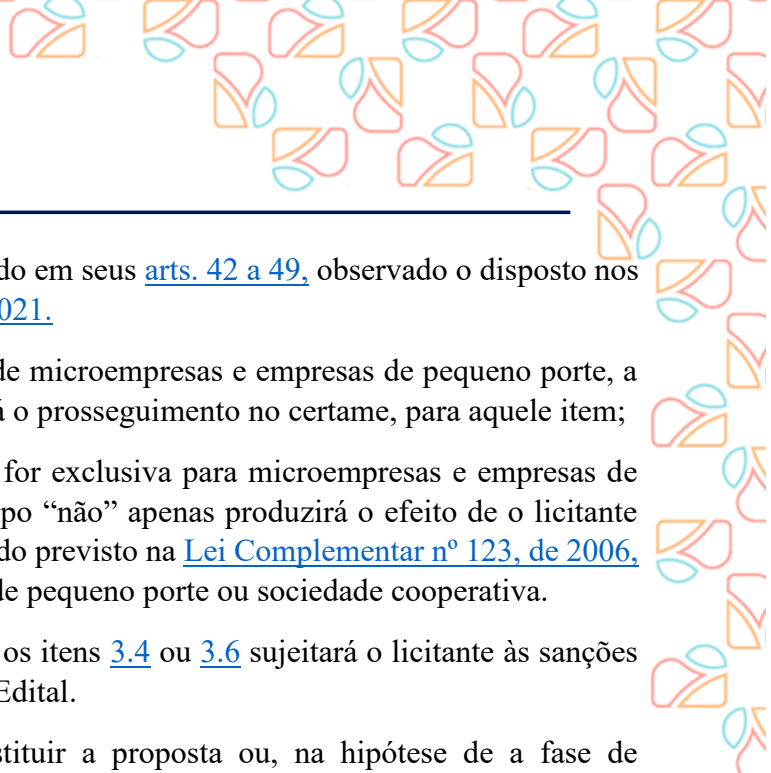 do em seus arts. 42 a 49, observado o disposto nos
021.
de microempresas e empresas de pequeno porte, a
á o prosseguimento no certame, para aquele item;
for exclusiva para microempresas e empresas de
po “não” apenas produzirá o efeito de o licitante
do previsto na Lei Complementar nº 123, de 2006,
de pequeno porte ou sociedade cooperativa.
os itens 3.4 ou 3.6 sujeitará o licitante às sanções
Edital.
stituir a proposta ou, na hipótese de a fase de